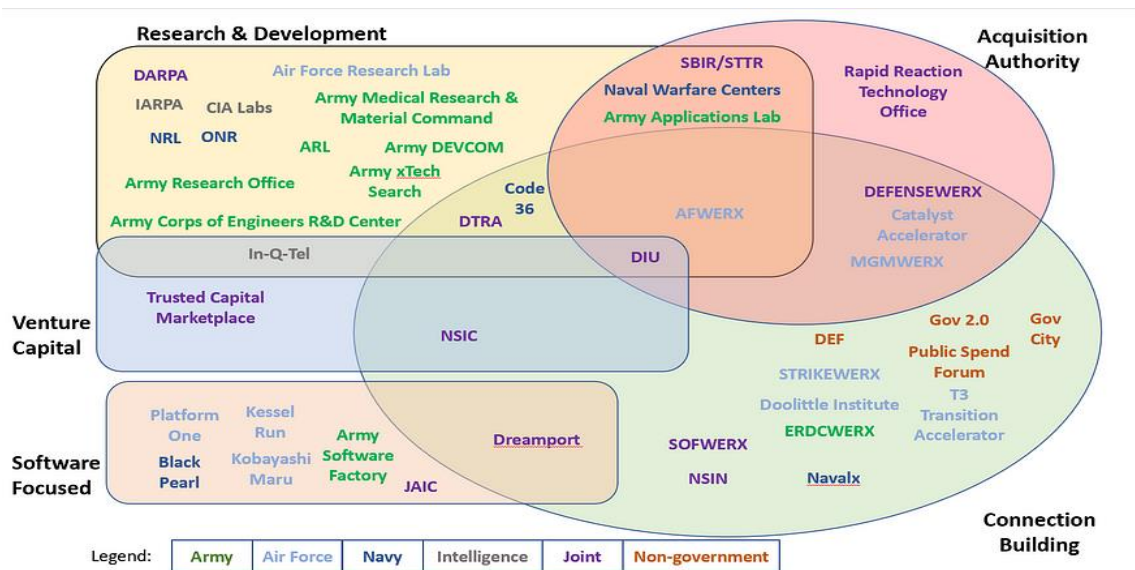 Research & Development
Acquisition
Authority
DARPA
Air Force Research Lab
SBIR/STTR
Rapid Reaction
Technology
Office
IARPA
CIA Labs
Army Medical Research &
Material Command
Naval Warfare Centers
Army Applications Lab
NRL
ONR
ARL
Army DEVCOM
Army Research Office
Army xTech
Search
Code
36
DEFENSEWERX
Army Corps of Engineers R&D Center
DTRA
AFWERX
Catalyst
Accelerator
In-Q-Tel
DIU
MGMWERX
Venture
Capital
Trusted Capital
Marketplace
NSIC
DEF
Gov 2.0
Gov
City
Public Spend
Forum
STRIKEWERX
T3
Transition
Accelerator
Doolittle Institute
Software
Focused
Platform
One
Kessel
Run
Army
Software
Factory
Dreamport
SOFWERX
ERDCWERX
Black
Pearl
Kobayashi
Maru
JAIC
NSIN
Navalx
Connection
Building
Legend: Army Air Force Navy Intelligence Joint Non-government